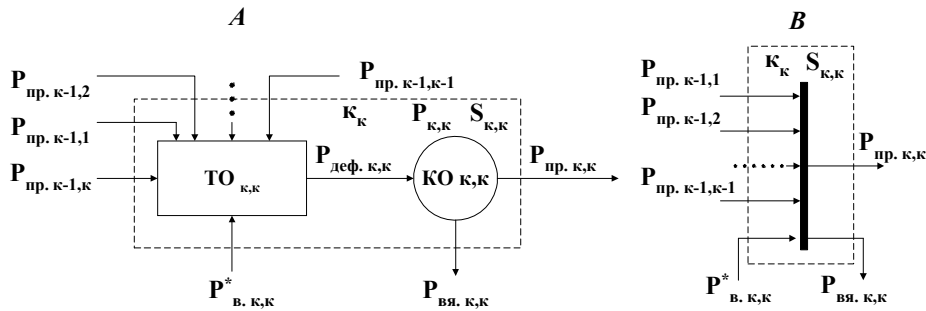 A
P пр. к-1,2
P пр. к-1,1
P пр. к-1,к
P пр. к-1,к-1
к к
P к,к
S к,к
ТО к,к
P деф. к,к
КО к,к
P пр. к,к
P* в. к,к
P вя. к,к
B
P пр. к-1,1
P пр. к-1,2
P пр. к-1,к-1
к к S к,к
P пр. к,к
P* в. к,к
P вя. к,к